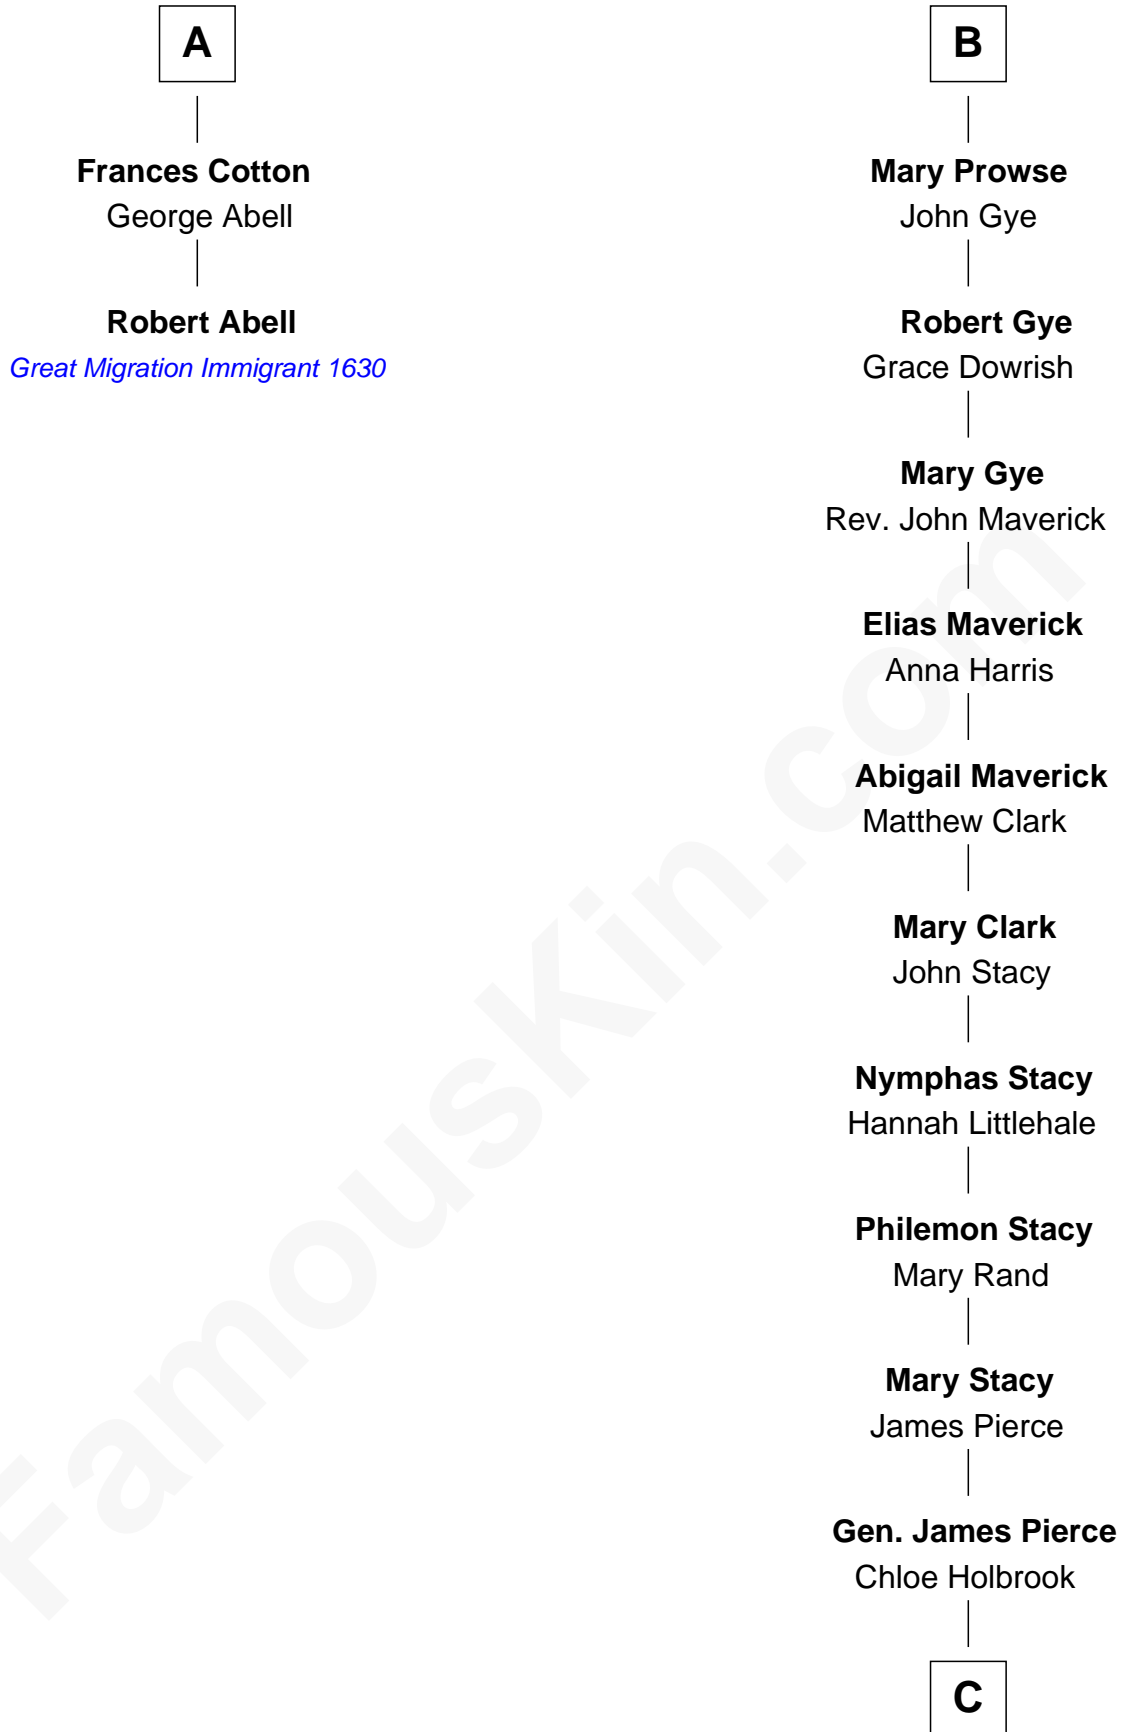 A
Frances Cotton
George Abell
Robert Abell
Great Migration Immigrant 1630
B
Mary Prowse
John Gye
Robert Gye
Grace Dowrish
Mary Gye
Rev. John Maverick
Elias Maverick
Anna Harris
Abigail Maverick
Matthew Clark
Mary Clark
John Stacy
Nymphas Stacy
Hannah Littlehale
Philemon Stacy
Mary Rand
Mary Stacy
James Pierce
Gen. James Pierce
Chloe Holbrook
C
FamousKin.com